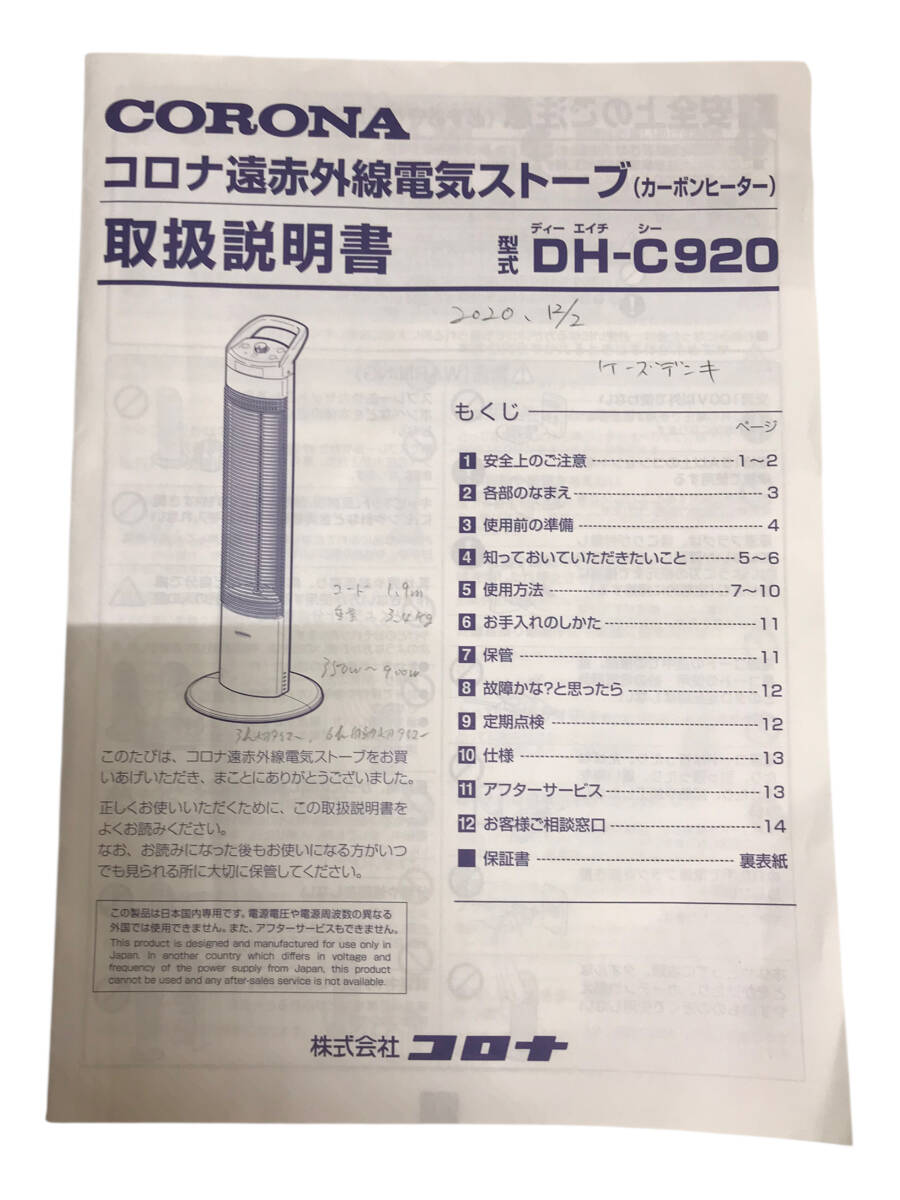 CORONA
コロナ遠赤外線電気ストーブ(カーボンヒーター)
取扱説明書
型式
ディー エイチ シー
DH-C920
2020、12/2
ケーズデンキ
もくじ
ページ
1 安全上のご注意 1～2
2 各部のなまえ 3
3 使用前の準備 4
4 知っておいていただきたいこと 5～6
5 使用方法 7～10
6 お手入れのしかた 11
7 保管 11
8 故障かな?と思ったら 12
9 定期点検 12
10 仕様 13
11 アフターサービス 13
12 お客様ご相談窓口 14
■ 保証書 裏表紙
コード 1.9m
3.4kg
350W～900W
このたびは、コロナ遠赤外線電気ストーブをお買
いあげいただき、まことにありがとうございました。
正しくお使いいただくために、この取扱説明書を
よくお読みください。
なお、お読みになった後もお使いになる方がいつ
でも見られる所に大切に保管してください。
この製品は日本国内専用です。電源電圧や電源周波数の異なる
外国では使用できません。また、アフターサービスもできません。
This product is designed and manufactured for use only in
Japan. In another country which differs in voltage and
frequency of the power supply from Japan, this product
cannot be used and any after-sales service is not available.
株式会社 コロナ